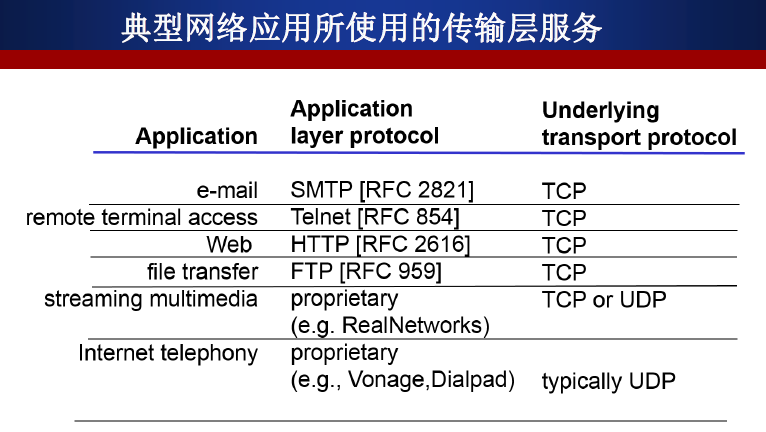 典型网络应用所使用的传输层服务
Application
Application layer protocol
Underlying transport protocol
e-mail SMTP [RFC 2821] TCP
remote terminal access Telnet [RFC 854] TCP
Web HTTP [RFC 2616] TCP
file transfer FTP [RFC 959] TCP
streaming multimedia proprietary TCP or UDP
(e.g. RealNetworks)
Internet telephony proprietary
(e.g., Vonage,Dialpad) typically UDP